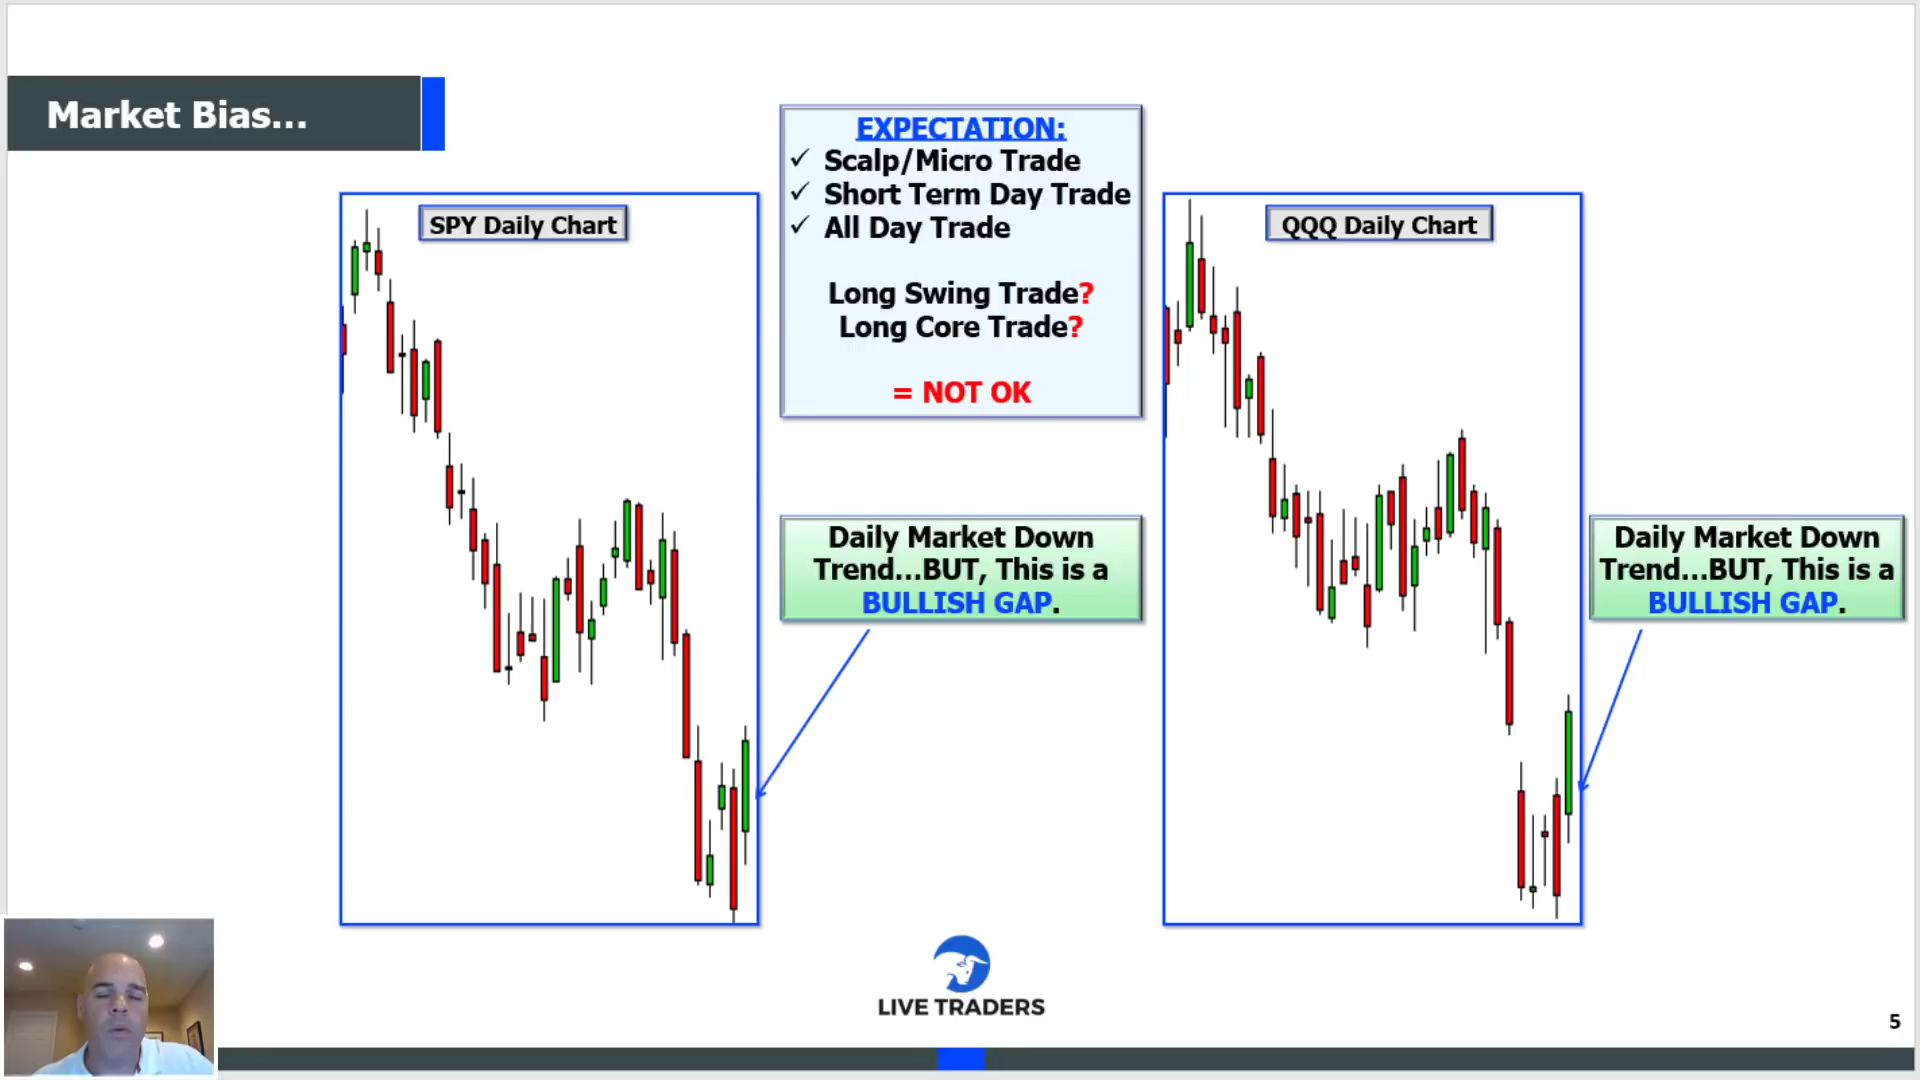 Market Bias...
EXPECTATION:
✓ Scalp/Micro Trade
✓ Short Term Day Trade
✓ All Day Trade
Long Swing Trade?
Long Core Trade?
= NOT OK
SPY Daily Chart
QQQ Daily Chart
Daily Market Down
Trend...BUT, This is a
BULLISH GAP.
Daily Market Down
Trend...BUT, This is a
BULLISH GAP.
LIVE TRADERS
5